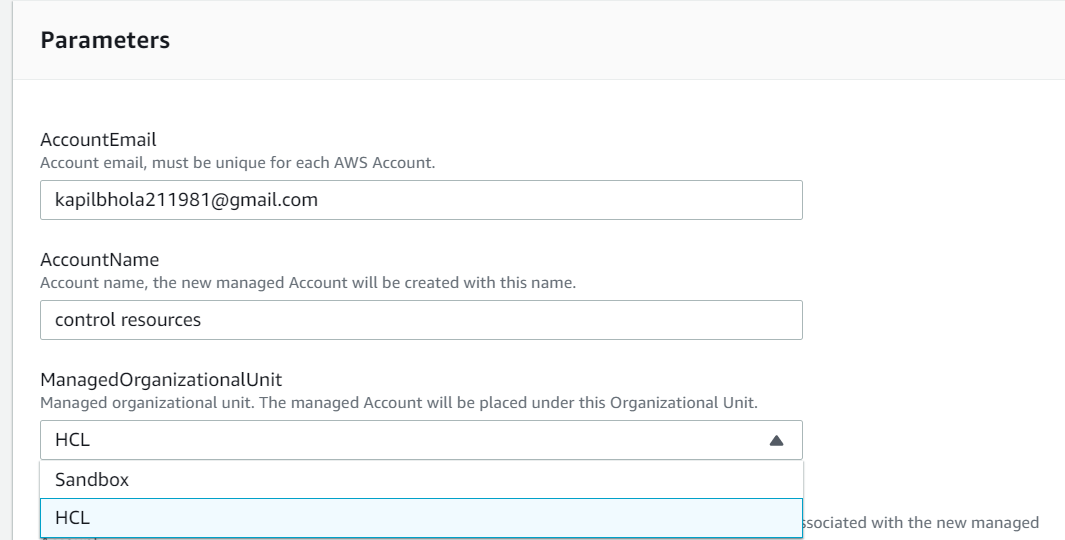 Parameters
AccountEmail
Account email, must be unique for each AWS Account.
kapilbhola211981@gmail.com
AccountName
Account name, the new managed Account will be created with this name.
control resources
ManagedOrganizationalUnit
Managed organizational unit. The managed Account will be placed under this Organizational Unit.
HCL
Sandbox
HCL
ssociated with the new managed